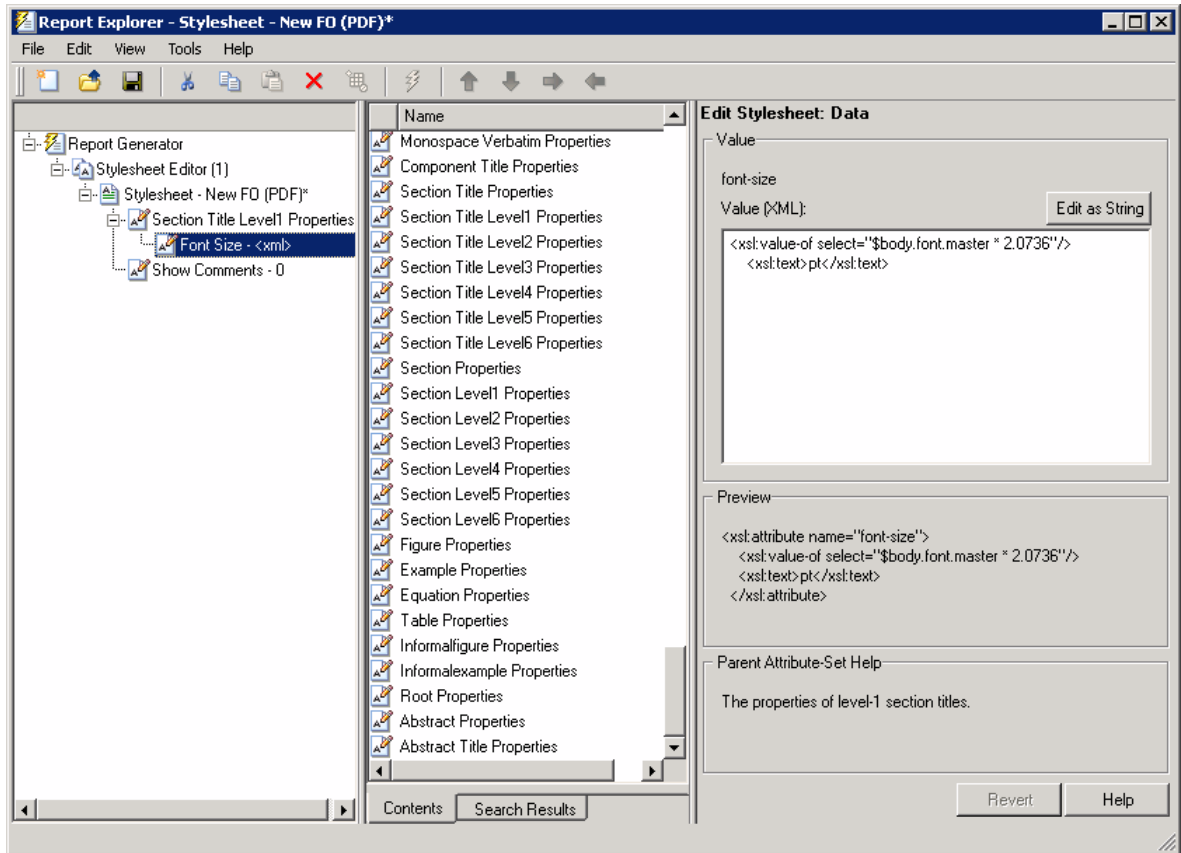 Report Explorer - Stylesheet - New FO (PDF)*
File Edit View Tools Help
Report Generator
Stylesheet Editor (1)
Stylesheet - New FO (PDF)*
Section Title Level1 Properties
Font Size - <xml>
Show Comments - 0
Name
Monospace Verbatim Properties
Component Title Properties
Section Title Properties
Section Title Level1 Properties
Section Title Level2 Properties
Section Title Level3 Properties
Section Title Level4 Properties
Section Title Level5 Properties
Section Title Level6 Properties
Section Properties
Section Level1 Properties
Section Level2 Properties
Section Level3 Properties
Section Level4 Properties
Section Level5 Properties
Section Level6 Properties
Figure Properties
Example Properties
Equation Properties
Table Properties
Informalfigure Properties
Informalexample Properties
Root Properties
Abstract Properties
Abstract Title Properties
Contents Search Results
Edit Stylesheet: Data
Value
font-size
Value (XML): Edit as String
<xsl:value-of select="$body.font.master * 2.0736"/>
<xsl:text>pt</xsl:text>
Preview
<xsl:attribute name="font-size">
<xsl:value-of select="$body.font.master * 2.0736"/>
<xsl:text>pt</xsl:text>
</xsl:attribute>
Parent Attribute-Set Help
The properties of level-1 section titles.
Revert Help